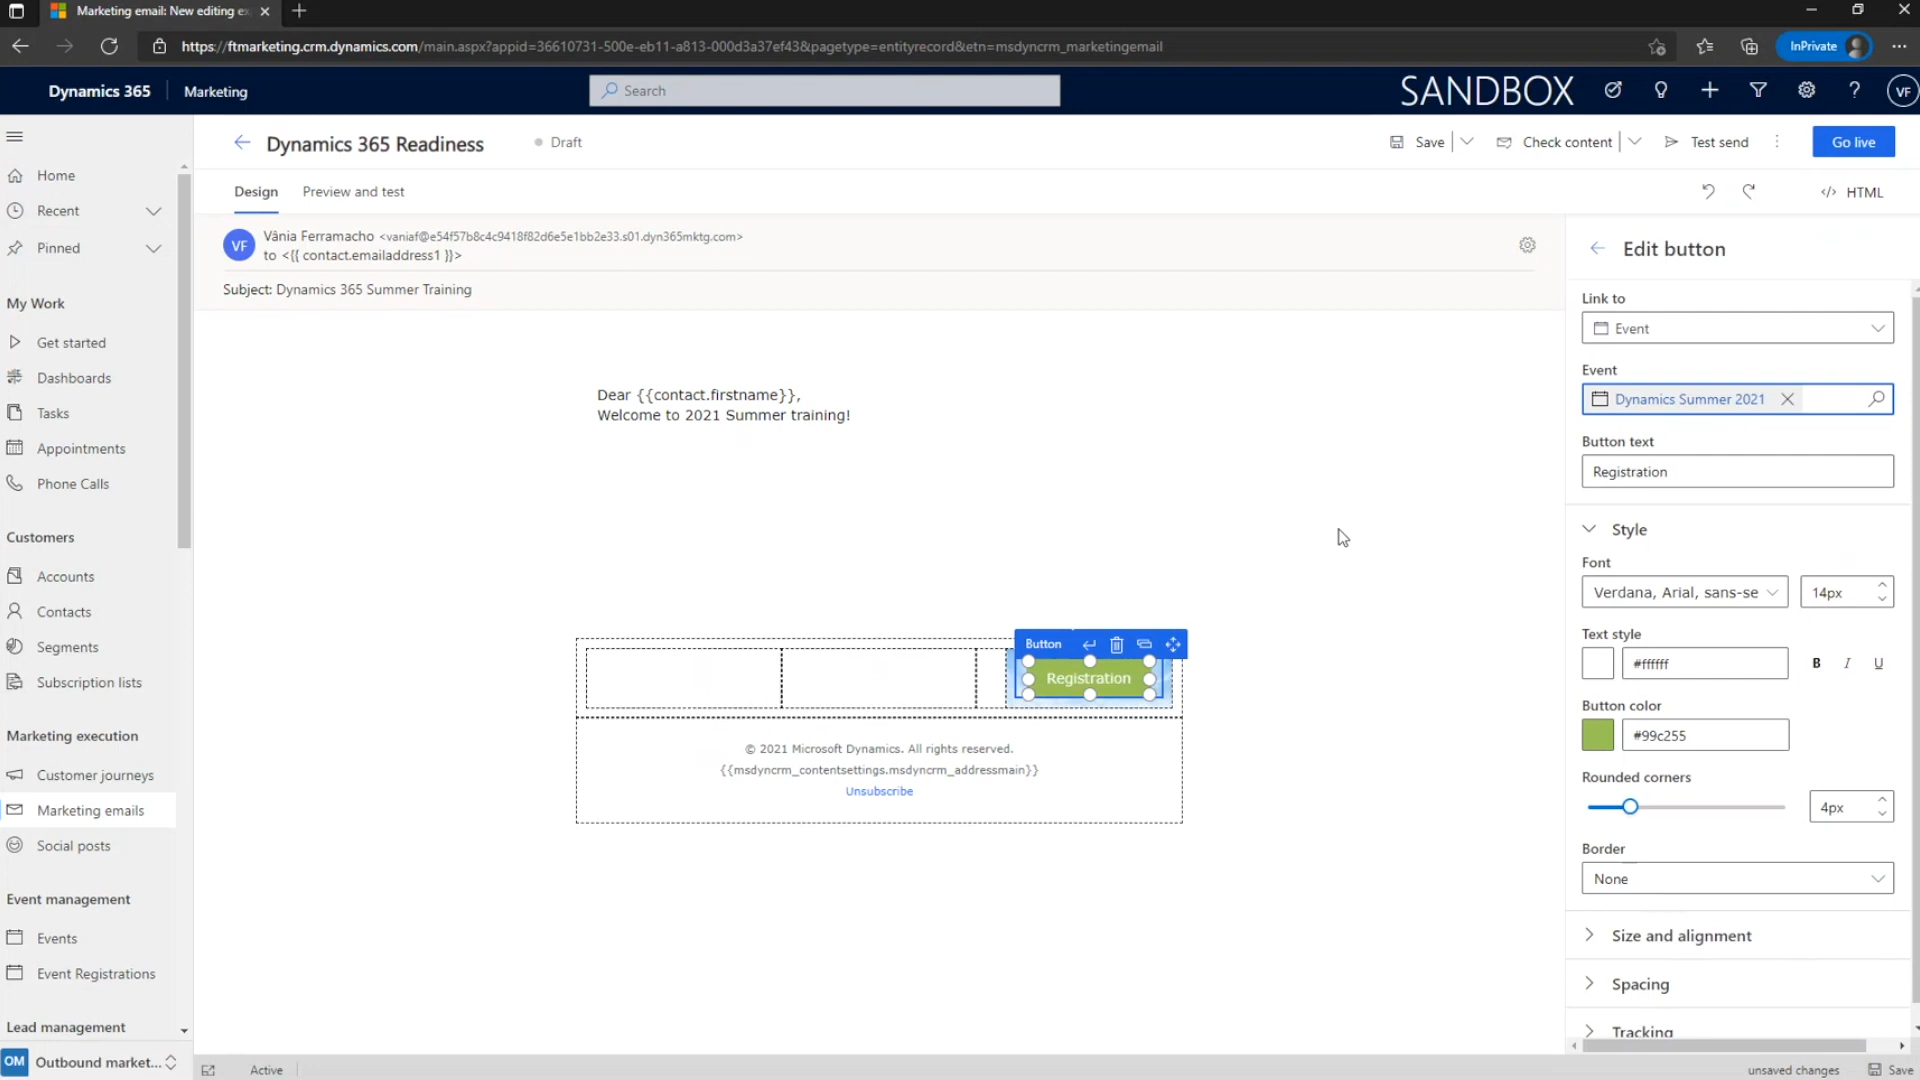 Marketing email: New editing ex
https://ftmarketing.crm.dynamics.com/main.aspx?appid=36610731-500e-eb11-a813-000d3a37ef43&pagetype=entityrecord&etn=msdyncrm_marketingemail
InPrivate
Dynamics 365
Marketing
Search
SANDBOX
VF
Dynamics 365 Readiness
Draft
Save
Check content
Test send
Go live
Home
Recent
Pinned
My Work
Get started
Dashboards
Tasks
Appointments
Phone Calls
Customers
Accounts
Contacts
Segments
Subscription lists
Marketing execution
Customer journeys
Marketing emails
Social posts
Event management
Events
Event Registrations
Lead management
OM Outbound market...
Design
Preview and test
</> HTML
VF
Vânia Ferramacho <vaniaf@e54f57b8c4c9418f82d6e5e1bb2e33.s01.dyn365mktg.com>
to <{{ contact.emailaddress1 }}>
Subject: Dynamics 365 Summer Training
Dear {{contact.firstname}},
Welcome to 2021 Summer training!
Button
Registration
© 2021 Microsoft Dynamics. All rights reserved.
{{msdyncrm_contentsettings.msdyncrm_addressmain}}
Unsubscribe
Edit button
Link to
Event
Event
Dynamics Summer 2021
Button text
Registration
Style
Font
Verdana, Arial, sans-se
14px
Text style
#ffffff
B I U
Button color
#99c255
Rounded corners
4px
Border
None
Size and alignment
Spacing
Tracking
Active
unsaved changes
Save